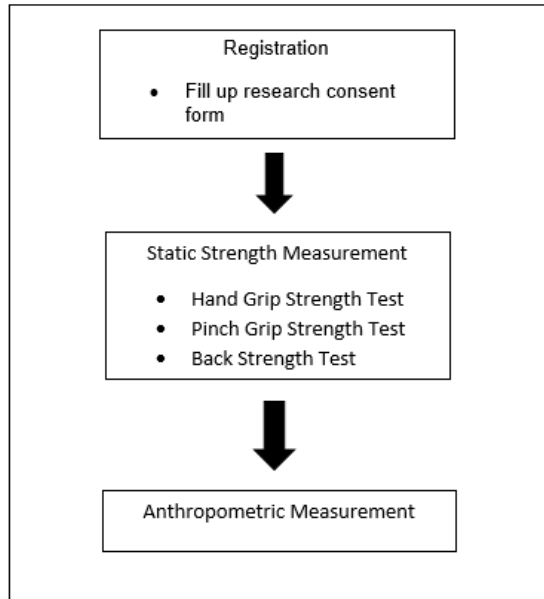 Registration
• Fill up research consent
form
Static Strength Measurement
• Hand Grip Strength Test
• Pinch Grip Strength Test
• Back Strength Test
Anthropometric Measurement